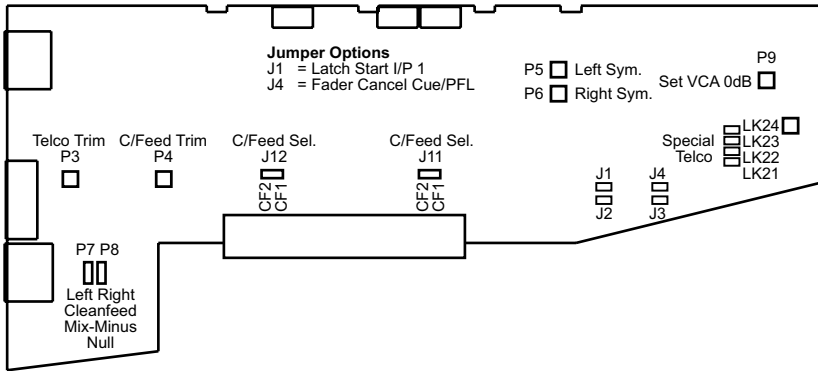 Jumper Options
J1 = Latch Start I/P 1
J4 = Fader Cancel Cue/PFL
P5 Left Sym.
P6 Right Sym.
P9
Set VCA 0dB
Telco Trim
P3
C/Feed Trim
P4
C/Feed Sel.
J12
CF2
CF1
C/Feed Sel.
J11
CF2
CF1
Special
Telco
LK24
LK23
LK22
LK21
J1
J2
J4
J3
P7 P8
Left Right
Cleanfeed
Mix-Minus
Null